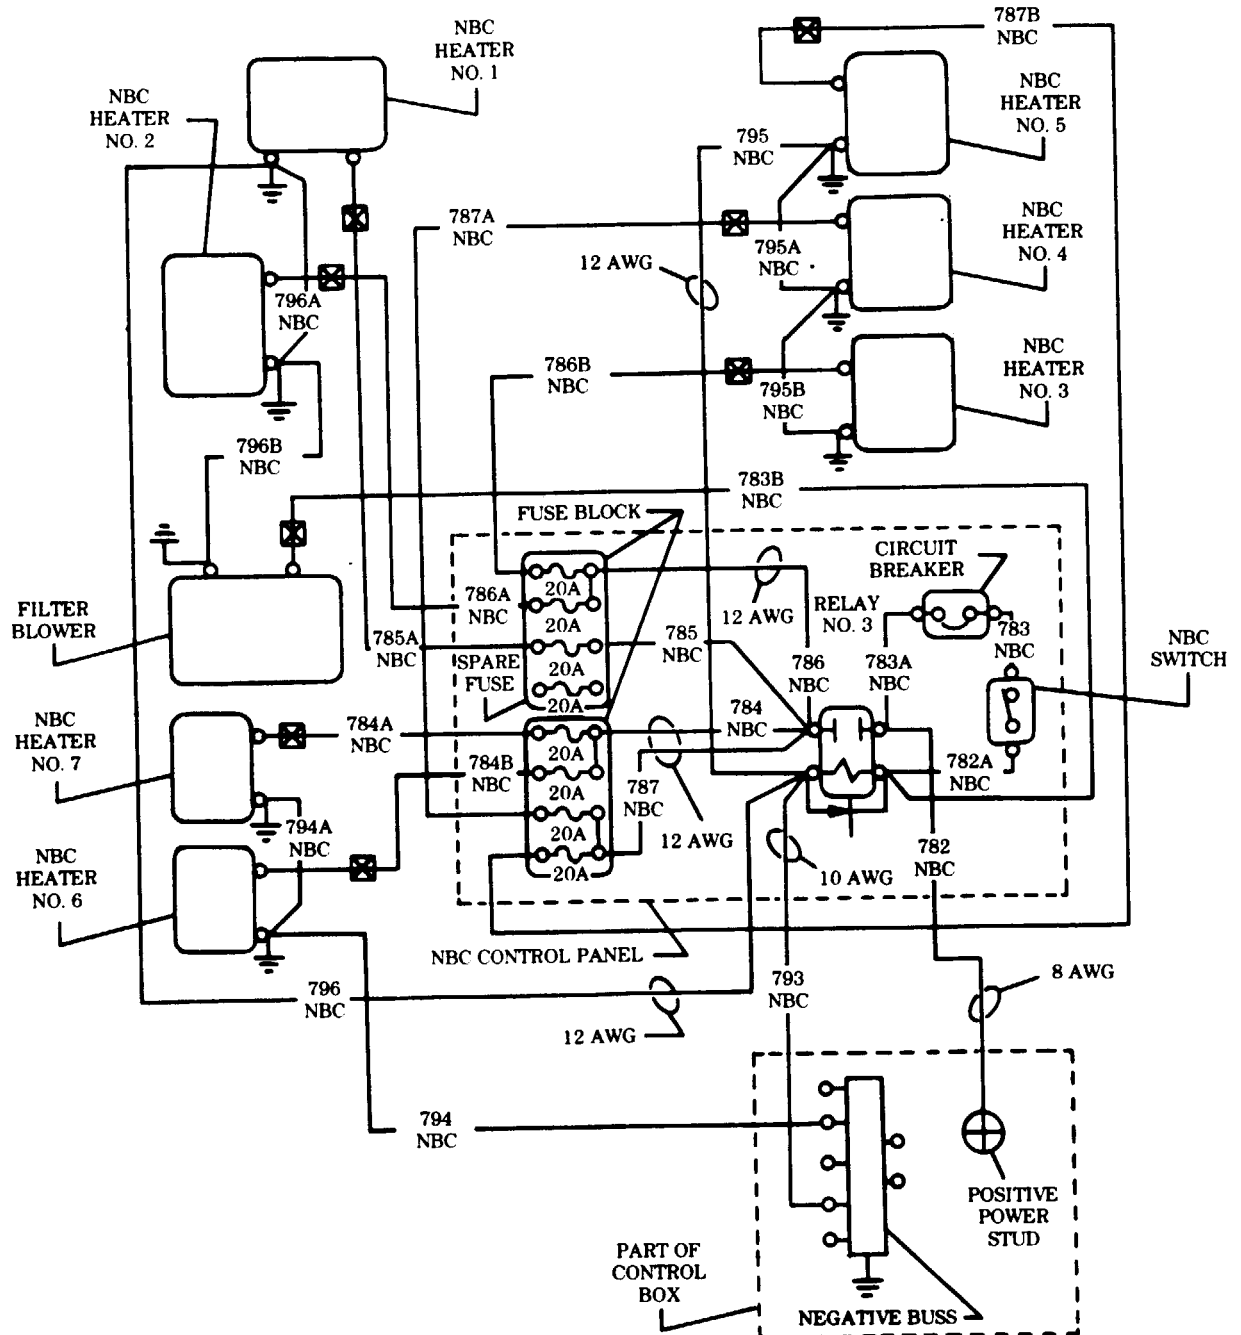 787B
NBC
NBC
HEATER
NO. 1
NBC
HEATER
NO. 2
NBC
HEATER
NO. 5
795
NBC
787A
NBC
NBC
HEATER
NO. 4
795A
NBC
12 AWG
796A
NBC
786B
NBC
NBC
HEATER
NO. 3
795B
NBC
796B
NBC
783B
NBC
FUSE BLOCK
CIRCUIT
BREAKER
20A
786A
NBC
12 AWG
RELAY
NO. 3
FILTER
BLOWER
20A
785A
NBC
785
NBC
783
NBC
NBC
SWITCH
SPARE
FUSE
20A
786
NBC
783A
NBC
20A
784
NBC
NBC
HEATER
NO. 7
784A
NBC
20A
784B
NBC
782A
NBC
787
NBC
20A
794A
NBC
20A
12 AWG
782
NBC
NBC
HEATER
NO. 6
20A
10 AWG
NBC CONTROL PANEL
793
NBC
8 AWG
796
NBC
12 AWG
794
NBC
POSITIVE
POWER
STUD
PART OF
CONTROL
BOX
NEGATIVE BUSS